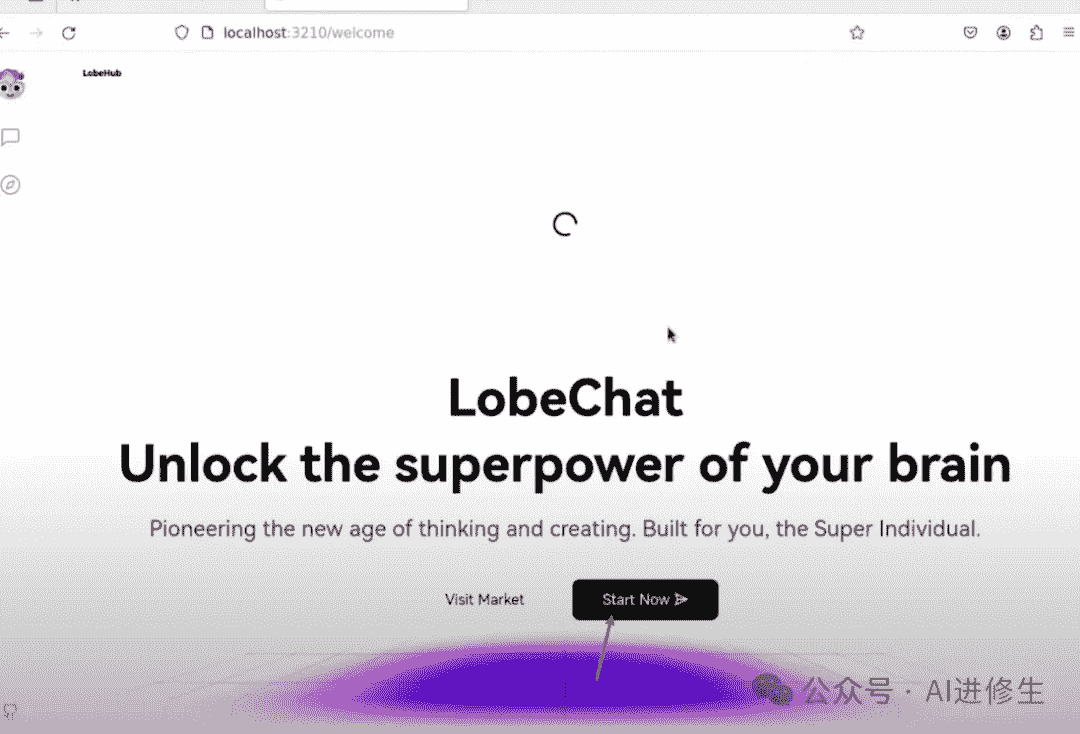 localhost:3210/welcome
LobeHub
LobeChat
Unlock the superpower of your brain
Pioneering the new age of thinking and creating. Built for you, the Super Individual.
Visit Market
Start Now
公众号 · AI进修生